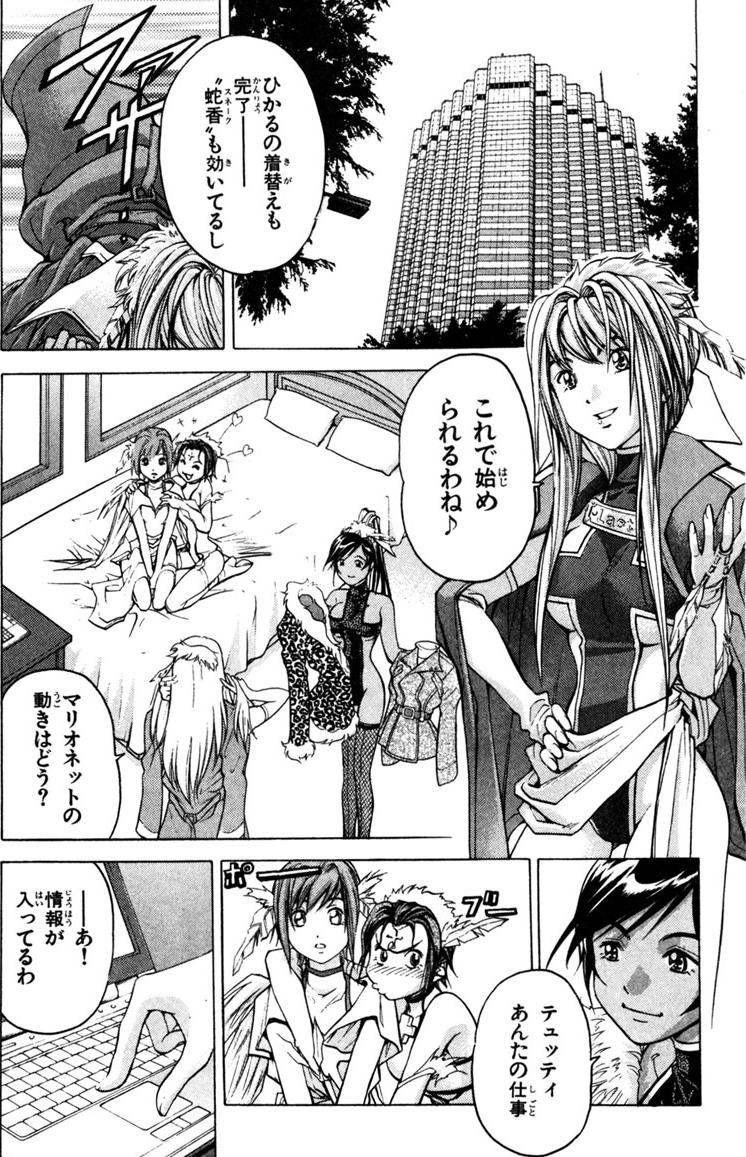 ひかるの着替えも
完了――
〝蛇香〟も効いてるし
ファサ
これで始め
られるわね♪
マリオネットの
動きはどう?
テュッティ
あんたの仕事
ブー
ポーー
――あ!
情報が
入ってるわ